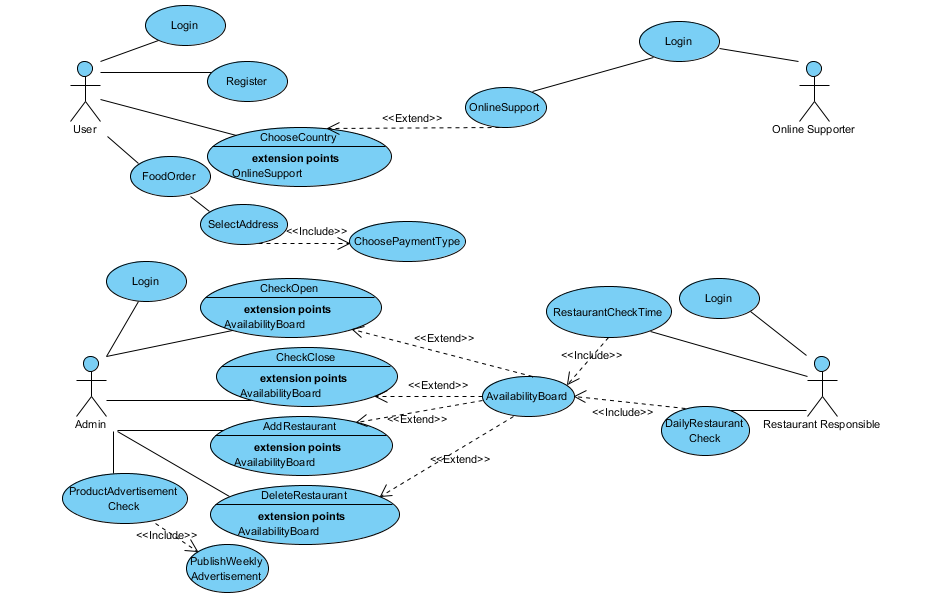 Login
Login
Register
OnlineSupport
<<Extend>>
User
Online Supporter
ChooseCountry
extension points
OnlineSupport
FoodOrder
SelectAddress
<<Include>>
ChoosePaymentType
Login
CheckOpen
extension points
AvailabilityBoard
RestaurantCheckTime
Login
<<Extend>>
<<Include>>
CheckClose
extension points
AvailabilityBoard
<<Extend>>
AvailabilityBoard
<<Include>>
Admin
AddRestaurant
extension points
AvailabilityBoard
<<Extend>>
DailyRestaurant
Check
Restaurant Responsible
<<Extend>>
ProductAdvertisement
Check
DeleteRestaurant
extension points
AvailabilityBoard
<<Include>>
PublishWeekly
Advertisement